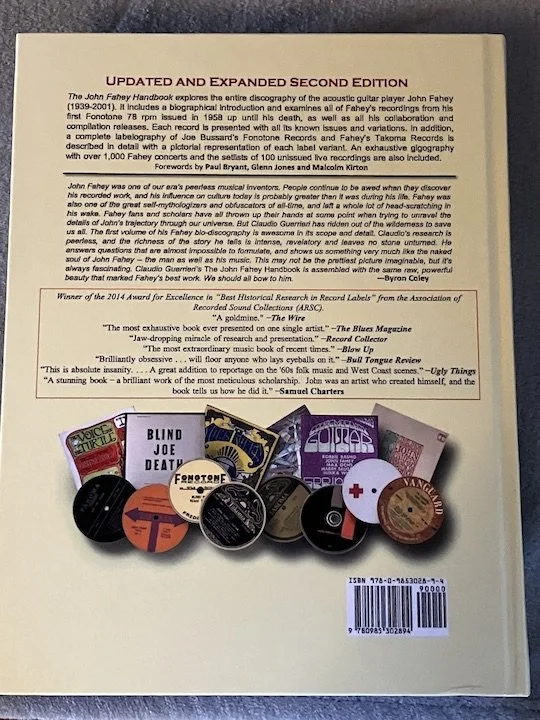 UPDATED AND EXPANDED SECOND EDITION
The John Fahey Handbook explores the entire discography of the acoustic guitar player John Fahey
(1939-2001). It includes a biographical introduction and examines all of Fahey's recordings from his
first Fonotone 78 rpm issued in 1958 up until his death, as well as all his collaboration and
compilation releases. Each record is presented with all its known issues and variations. In addition,
a complete labelography of Joe Bussard's Fonotone Records and Fahey's Takoma Records is
described in detail with a pictorial representation of each label variant. An exhaustive gigography
with over 1,000 Fahey concerts and the setlists of 100 unissued live recordings are also included.
Forewords by Paul Bryant, Glenn Jones and Malcolm Kirton
John Fahey was one of our era's peerless musical inventors. People continue to be awed when they discover
his recorded work, and his influence on culture today is probably greater then it was during his life. Fahey was
also one of the great self-mythologizers and obfuscators of all-time, and left a whole lot of head-scratching in
his wake. Fahey fans and scholars have all thrown up their hands at some point when trying to unravel the
details of John's trajectory through our universe. But Claudio Guerrieri has ridden out of the wilderness to save
us all. The first volume of his Fahey bio-discography is awesome in its scope and detail. Claudio's research is
peerless, and the richness of the story he tells is intense, revelatory and leaves no stone unturned. He
answers questions that are almost impossible to formulate, and shows us something very much like the naked
soul of John Fahey – the man as well as his music. This may not be the prettiest picture imaginable, but it's
always fascinating. Claudio Guerrieri's The John Fahey Handbook is assembled with the same raw, powerful
beauty that marked Fahey's best work. We should all bow to him.
—Byron Coley
Winner of the 2014 Award for Excellence in "Best Historical Research in Record Labels" from the Association of
Recorded Sound Collections (ARSC).
"A goldmine." –The Wire
"The most exhaustive book ever presented on one single artist." –The Blues Magazine
"Jaw-dropping miracle of research and presentation." –Record Collector
"The most extraordinary music book of recent times." –Blow Up
"Brilliantly obsessive . . . will floor anyone who lays eyeballs on it." –Bull Tongue Review
"This is absolute insanity. . . . A great addition to reportage on the '60s folk music and West Coast scenes." –Ugly Things
"A stunning book – a brilliant work of the most meticulous scholarship. John was an artist who created himself, and the
book tells us how he did it." –Samuel Charters
VOICE
OF THE
TURTLE
BLIND
JOE
DEATH
JOHN FAHEY
ROBBIE BASHO
JOHN FAHEY
MAX OCHS
FONOTONE
VANGUARD
ISBN 978-0-9853028-9-4
90000
9 780985 302894